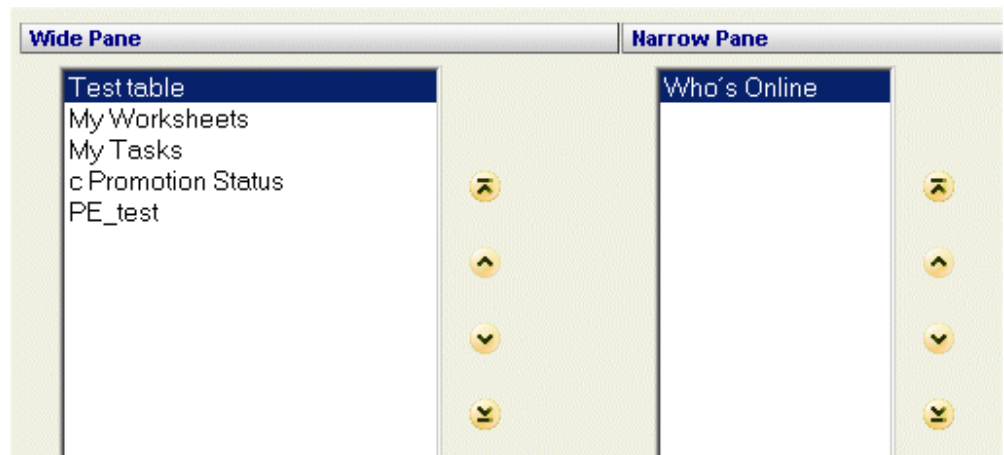 Wide Pane
Narrow Pane
Test table
My Worksheets
My Tasks
c Promotion Status
PE_test
Who´s Online